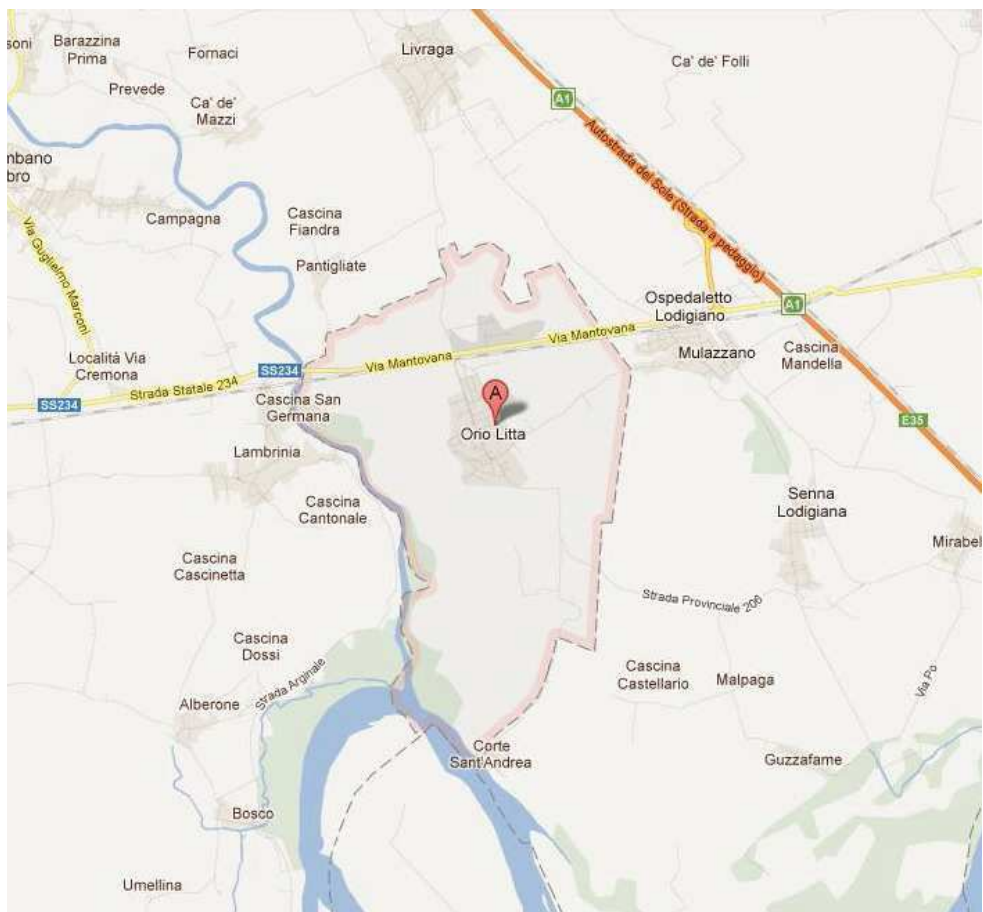 soni
Barazzina
Prima
Fornaci
Livraga
Ca' de' Folli
Prevede
Ca' de'
Mazzi
A1
Autostrada del Sole (Strada a pedaggio)
mbano
bro
Campagna
Cascina
Fiandra
Pantigliate
Via Guglielmo Marconi
Ospedaletto
Lodigiano
A1
Via Mantovana
Via Mantovana
Mulazzano
Cascina
Mandella
Località Via
Cremona
SS234
Strada Statale 234
SS234
Cascina San
Germana
A
Orio Litta
E35
Lambrinia
Cascina
Cantonale
Senna
Lodigiana
Mirabel
Cascina
Cascinetta
Strada Provinciale 206
Cascina
Dossi
Strada Arginale
Cascina
Castellario
Malpaga
Via Po
Alberone
Corte
Sant'Andrea
Guzzafame
Bosco
Umellina